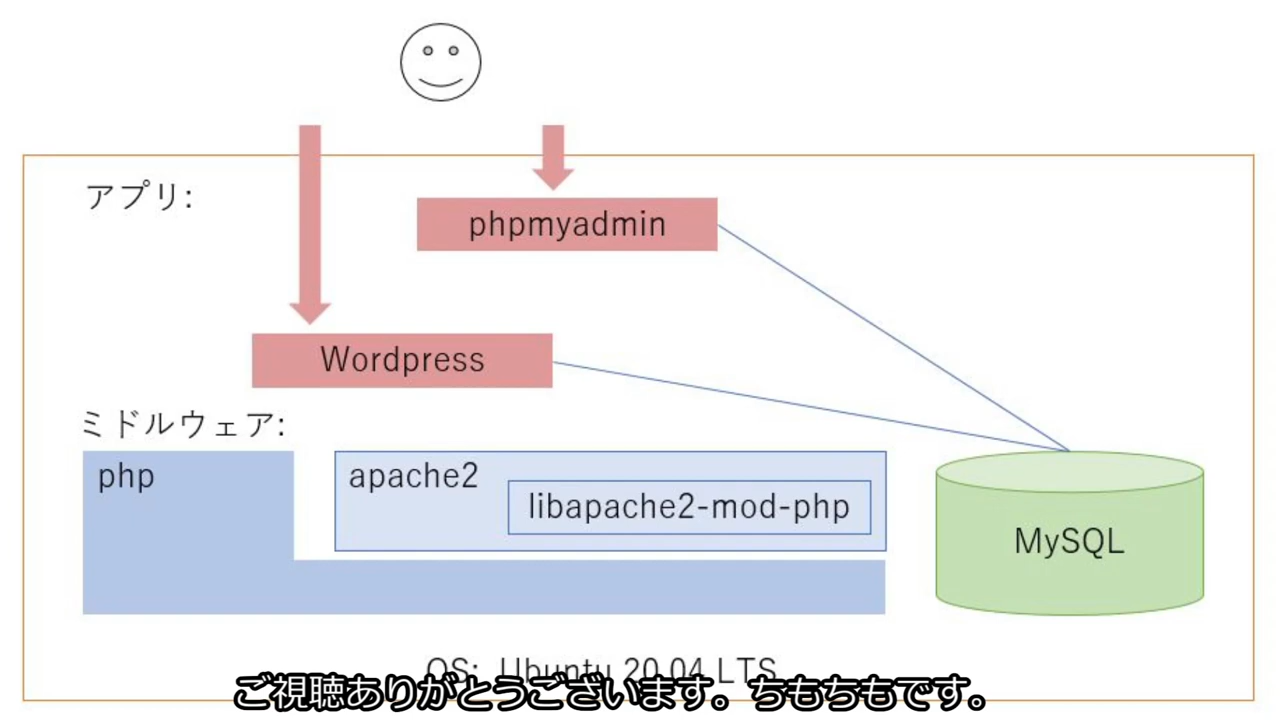 アプリ:
phpmyadmin
Wordpress
ミドルウェア:
php
apache2
libapache2-mod-php
MySQL
OS: Ubuntu 20.04 LTS
ご視聴ありがとうございます。ちもちもです。